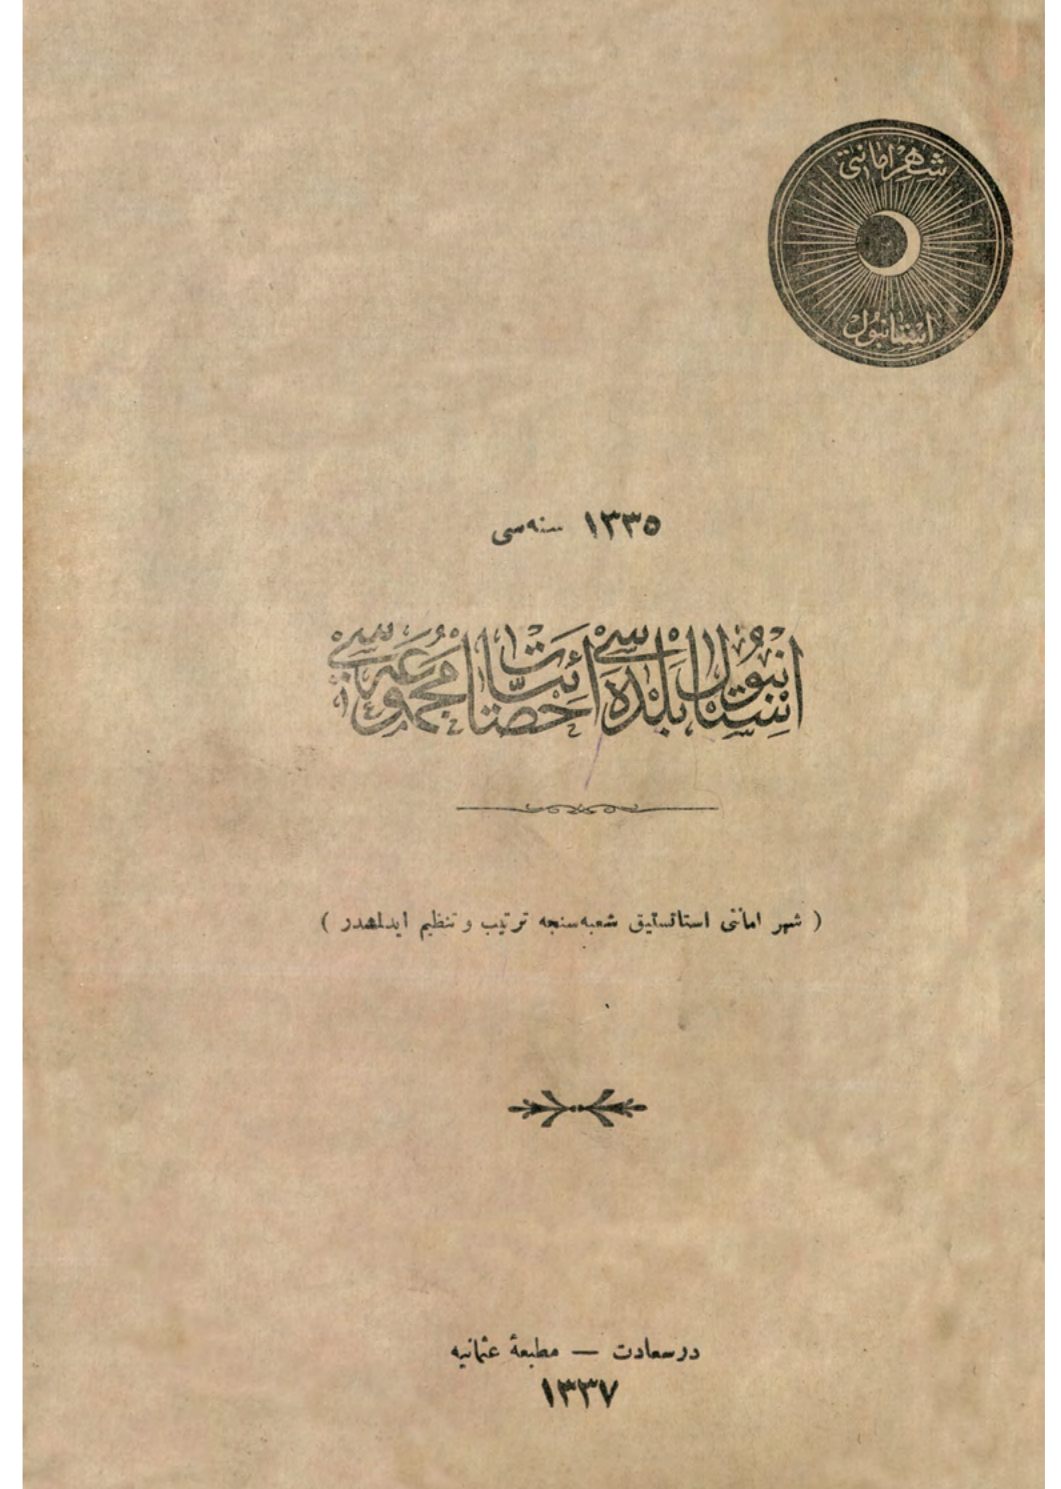 شهر امانتی
استانبول
١٣٣٥ سنه‌سی
استانبول بلده‌سی احصائیات مجموعه‌سی
( شهر امانتی استاتستیق شعبه‌سنجه ترتیب و تنظیم ایدلمشدر )
درسعادت — مطبعهٔ عثمانیه
١٣٣٧